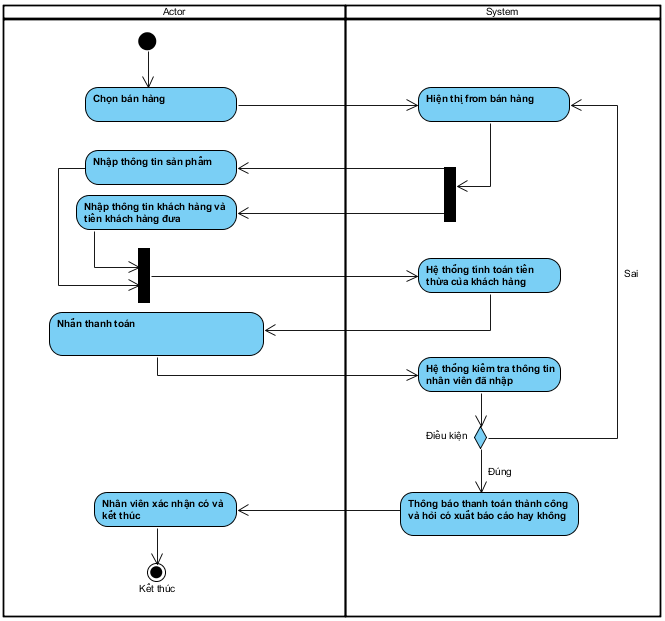 Actor
System
Chọn bán hàng
Hiện thị from bán hàng
Nhập thông tin sản phẩm
Nhập thông tin khách hàng và
tiền khách hàng đưa
Hệ thống tính toán tiền
thừa của khách hàng
Sai
Nhấn thanh toán
Hệ thống kiểm tra thông tin
nhân viên đã nhập
Điều kiện
Đúng
Nhân viên xác nhận có và
kết thúc
Thông báo thanh toán thành công
và hỏi có xuất báo cáo hay không
Kết thúc